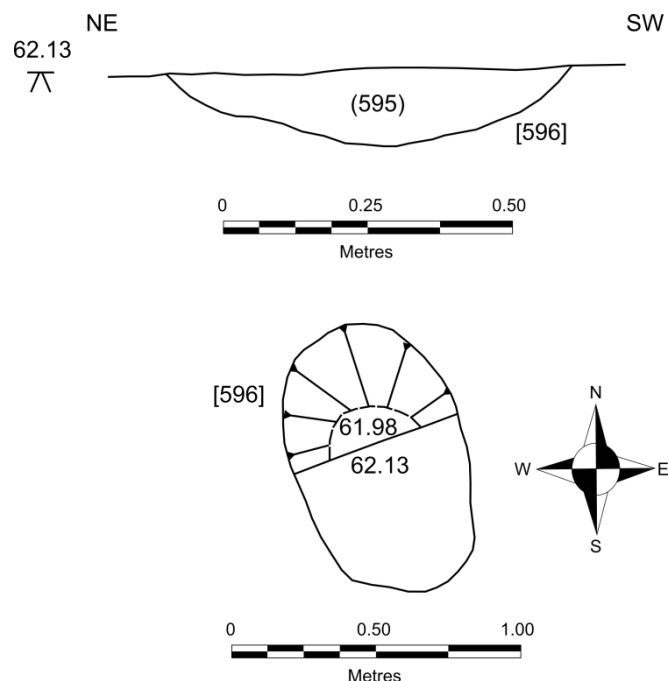 NE SW
62.13
(595)
[596]
0 0.25 0.50
Metres
[596]
61.98
62.13
N
W E
S
0 0.50 1.00
Metres